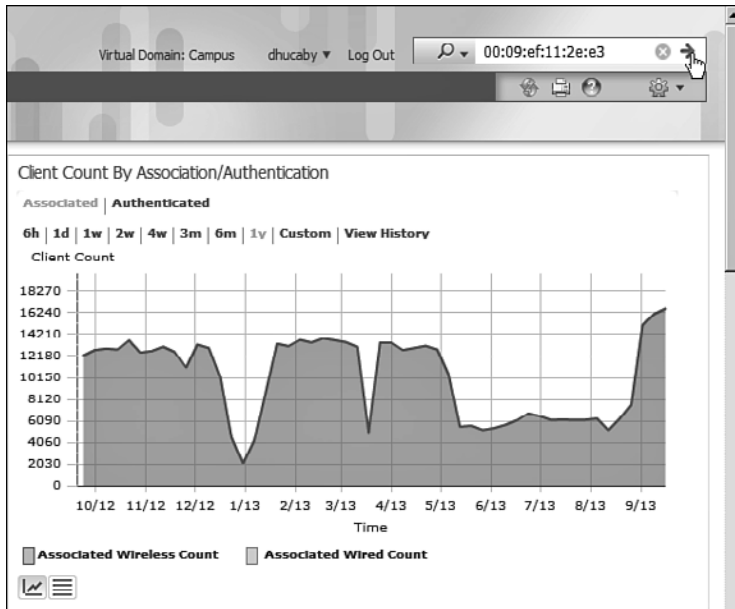 Virtual Domain: Campus dhucaby ▼ Log Out 00:09:ef:11:2e:e3
Client Count By Association/Authentication
Associated | Authenticated
6h | 1d | 1w | 2w | 4w | 3m | 6m | 1y | Custom | View History
Client Count
18270
16240
14210
12180
10150
8120
6090
4060
2030
0
10/12 11/12 12/12 1/13 2/13 3/13 4/13 5/13 6/13 7/13 8/13 9/13
Time
Associated Wireless Count Associated Wired Count